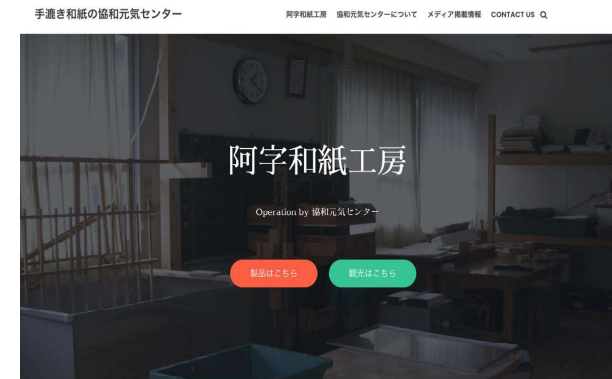 手漉き和紙の協和元気センター
阿字和紙工房 協和元気センターについて メディア掲載情報 CONTACT US
阿字和紙工房
Operation by 協和元気センター
製品はこちら 観光はこちら